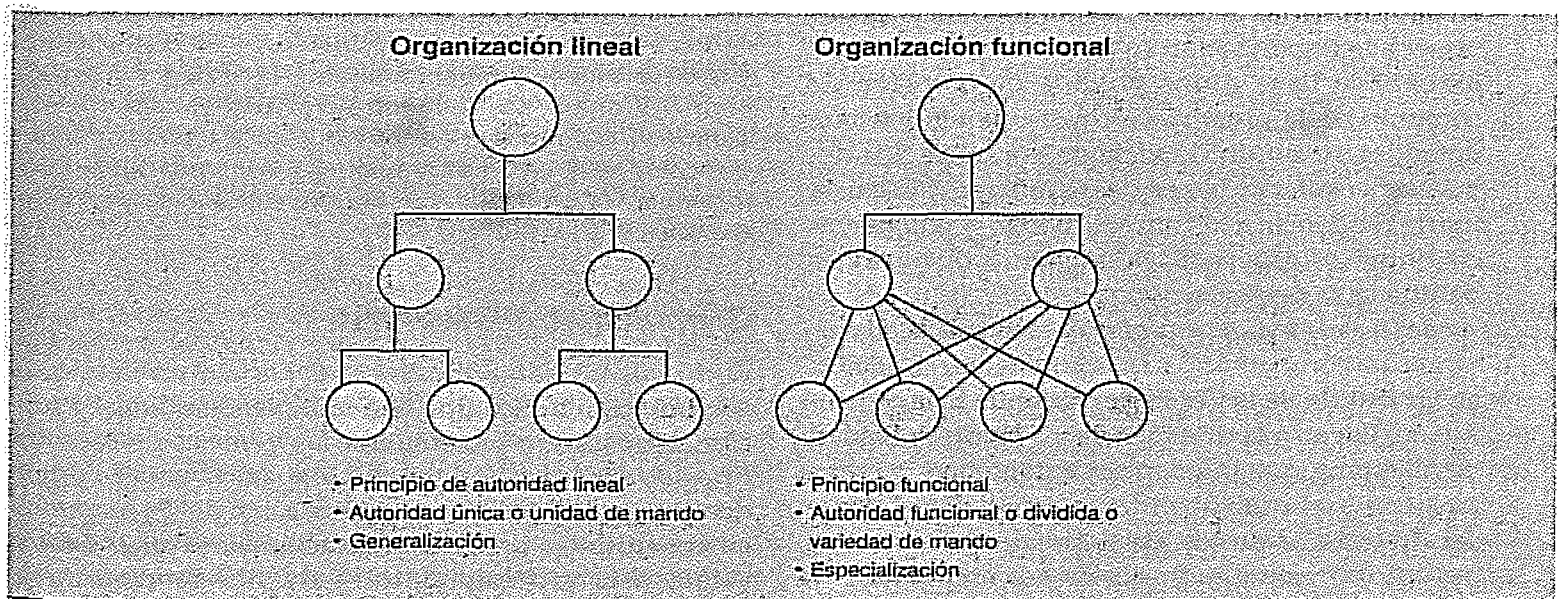 Organización lineal
Organización funcional
- Principio de autoridad lineal
- Autoridad única o unidad de mando
- Generalización
- Principio funcional
- Autoridad funcional o dividida o
variedad de mando
- Especialización